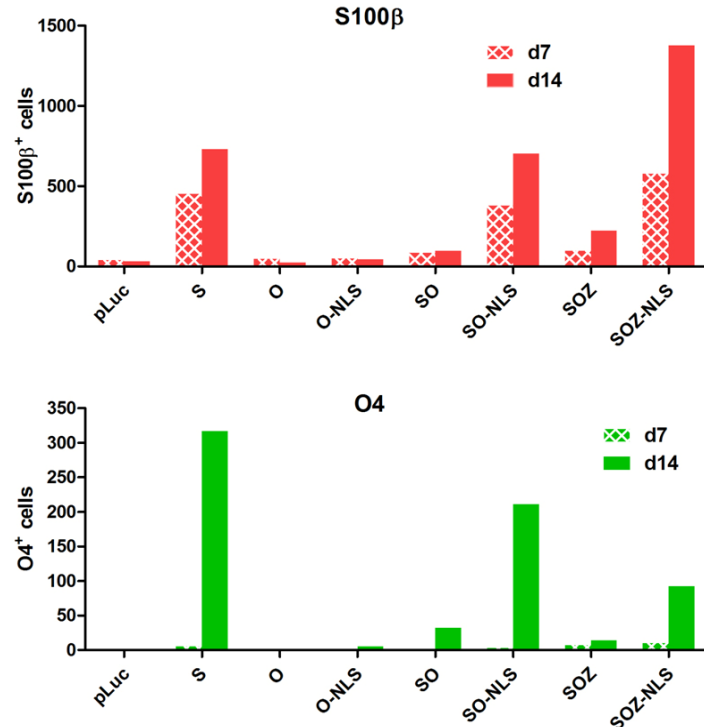 S100β
1500
1000
500
0
S100β⁺ cells
d7
d14
pLuc
S
O
O-NLS
SO
SO-NLS
SOZ
SOZ-NLS
O4
350
300
250
200
150
100
50
0
O4⁺ cells
d7
d14
pLuc
S
O
O-NLS
SO
SO-NLS
SOZ
SOZ-NLS